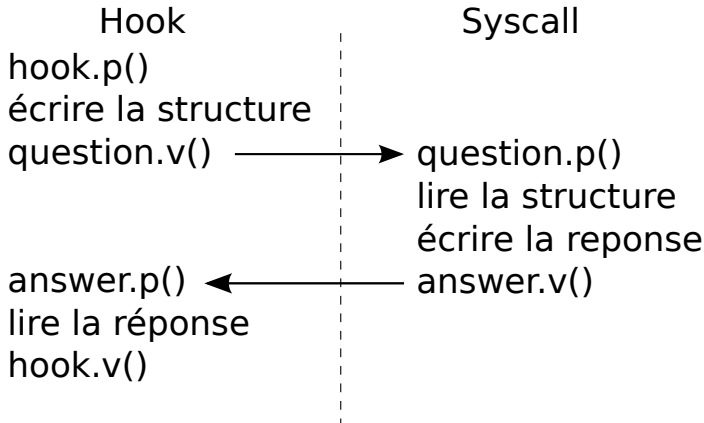 Hook
hook.p()
écrire la structure
question.v()
answer.p()
lire la réponse
hook.v()
Syscall
question.p()
lire la structure
écrire la reponse
answer.v()